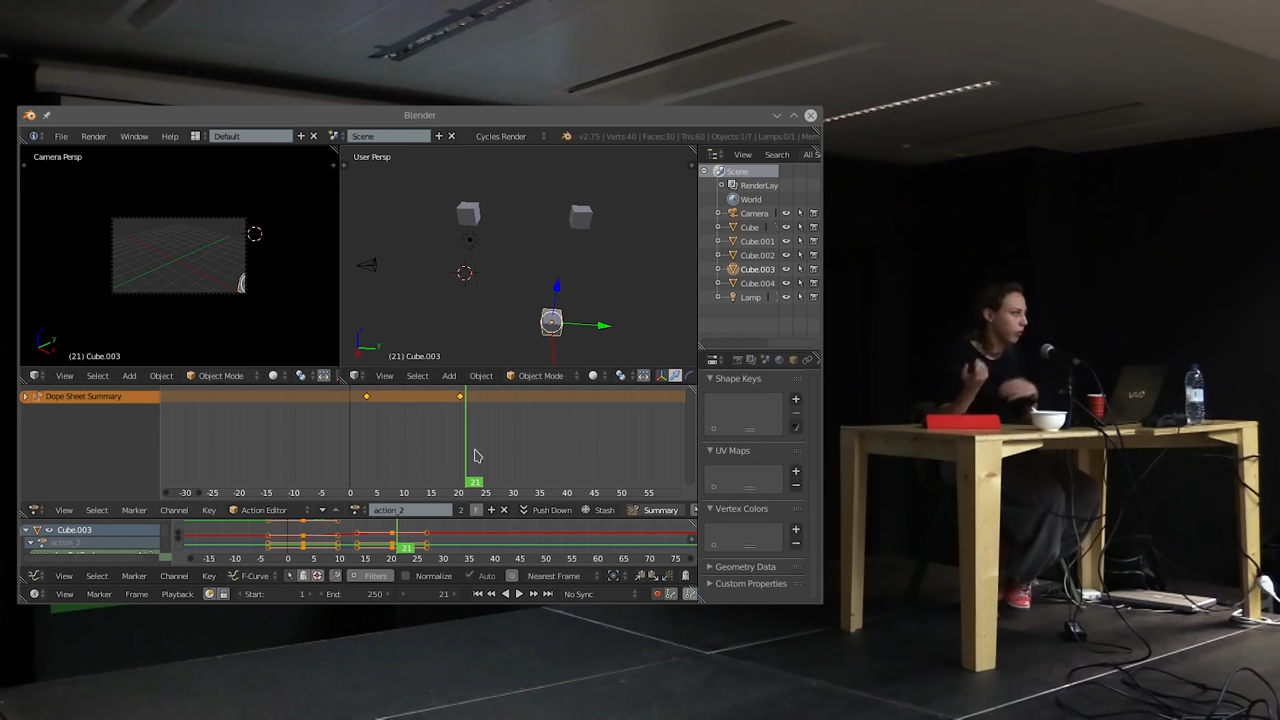 Blender
File Render Window Help Default Scene Cycles Render v2.75 | Verts:40 | Faces:30 | Tris:60 | Objects:1/7 | Lamps:0/1 | Mem
Camera Persp
User Persp
View Search All S
Scene
RenderLay
World
Camera
Cube
Cube.001
Cube.002
Cube.003
Cube.004
Lamp
y
y
(21) Cube.003
(21) Cube.003
View Select Add Object Object Mode
View Select Add Object Object Mode
Dope Sheet Summary
21
-30 -25 -20 -15 -10 -5 0 5 10 15 20 25 30 35 40 45 50 55
View Select Marker Channel Key Action Editor action_2 2 F Push Down Stash Summary
Cube.003
action_2
21
-15 -10 -5 0 5 10 15 20 25 30 35 40 45 50 55 60 65 70 75
View Select Marker Channel Key F-Curve Filters Normalize Auto Nearest Frame
View Marker Frame Playback Start: 1 End: 250 21 No Sync
Shape Keys
UV Maps
Vertex Colors
Geometry Data
Custom Properties